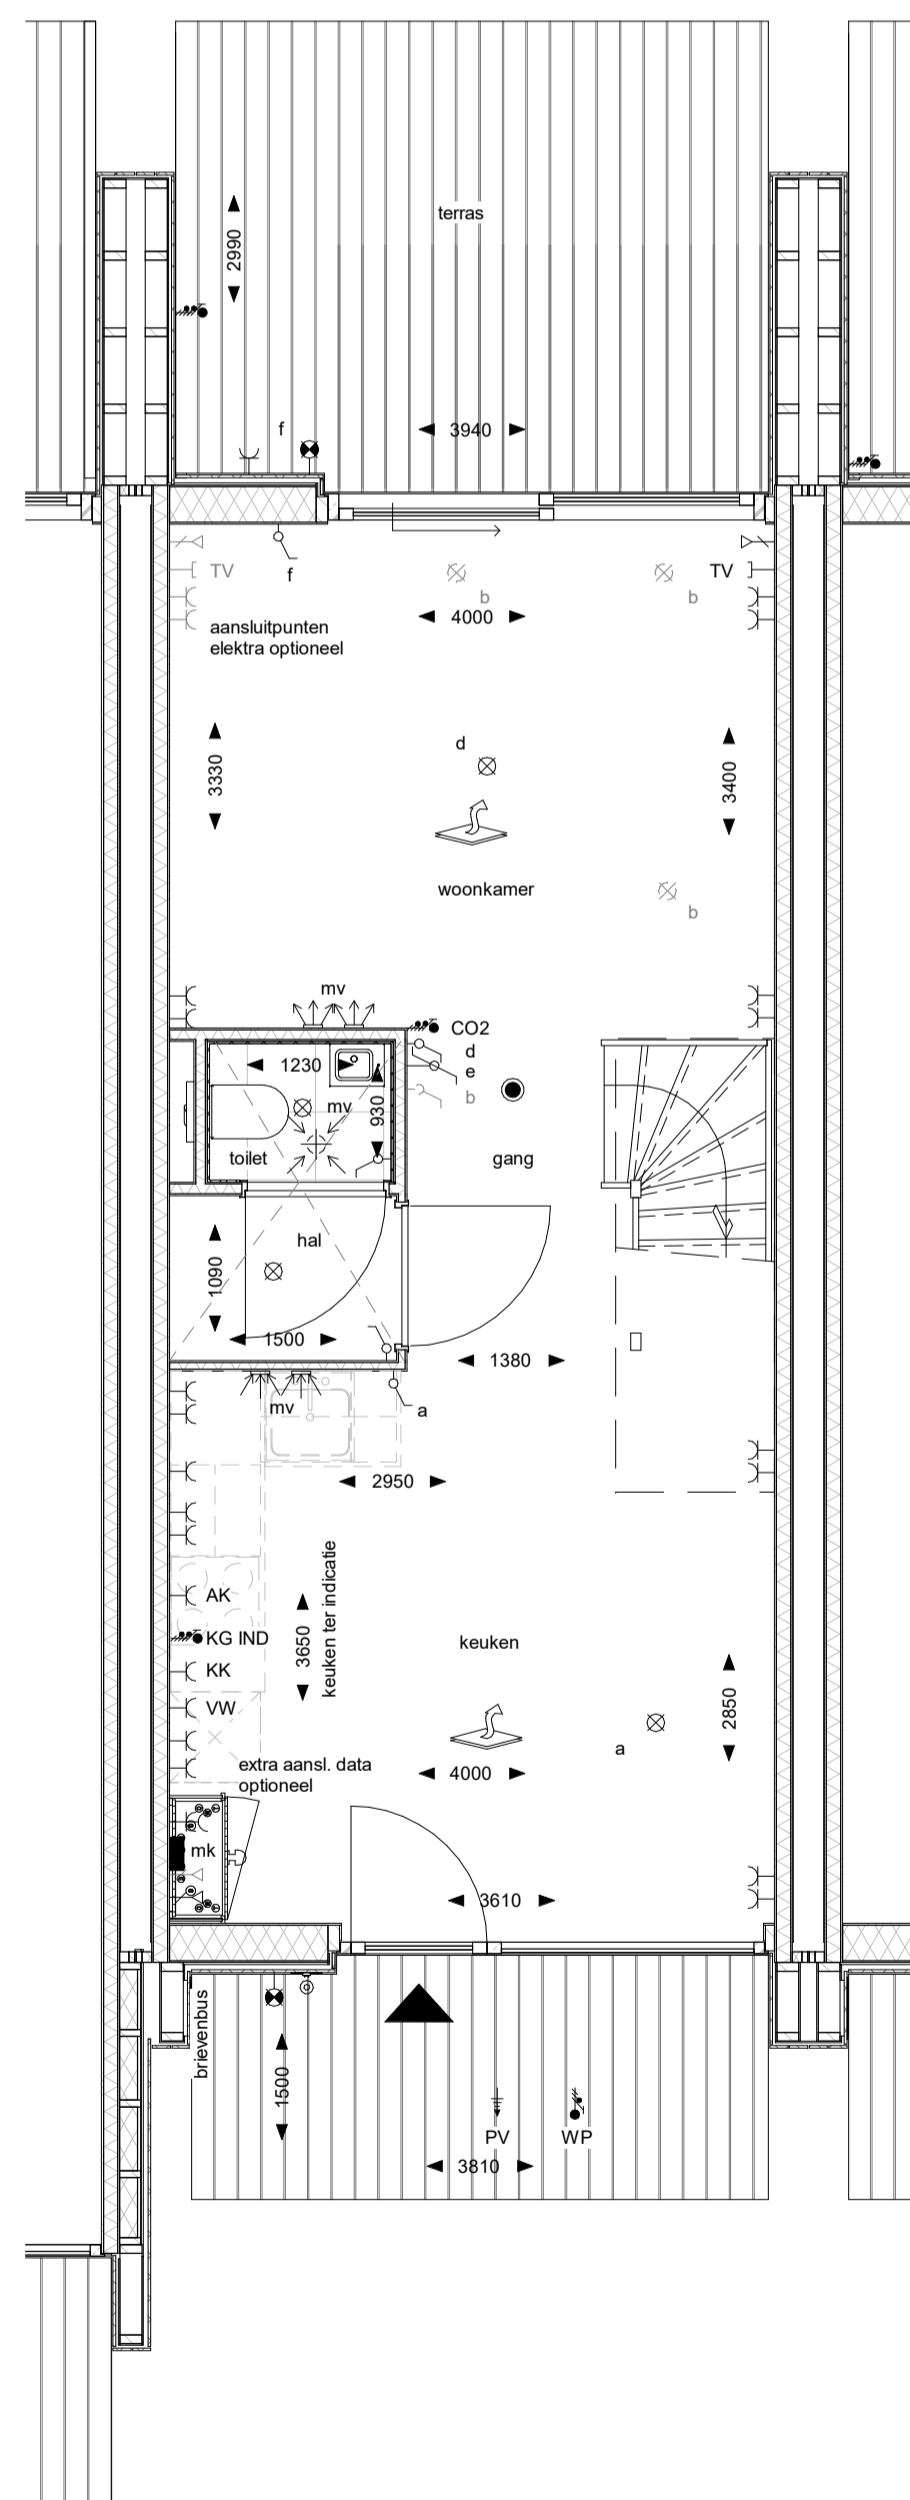 terras
2990
f
3940
f
TV
b
b
TV
4000
aansluitpunten
elektra optioneel
d
3330
3400
woonkamer
b
mv
CO2
d
e
b
1230
mv
930
toilet
gang
hal
1090
1500
1380
mv
a
2950
keuken ter indicatie
3650
AK
KG IND
KK
VW
keuken
2850
a
extra aansl. data
optioneel
4000
mk
3610
brievenbus
1500
PV
WP
3810